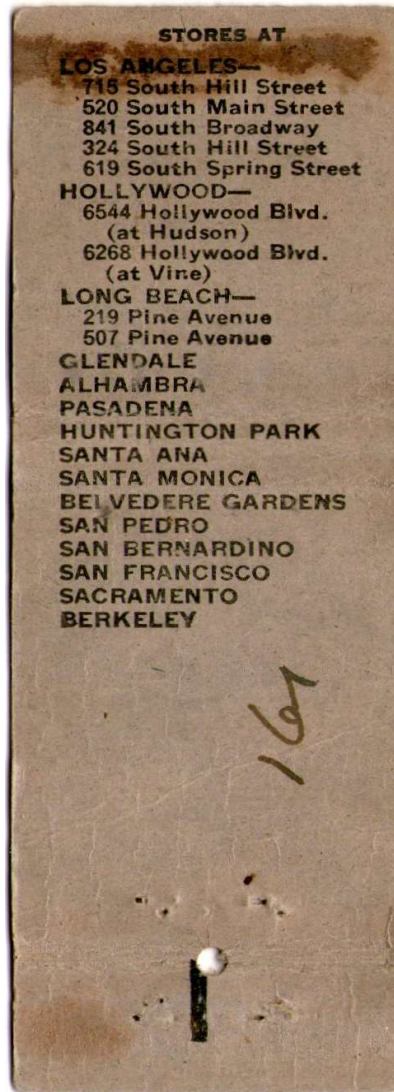 STORES AT
LOS ANGELES—
715 South Hill Street
520 South Main Street
841 South Broadway
324 South Hill Street
619 South Spring Street
HOLLYWOOD—
6544 Hollywood Blvd.
(at Hudson)
6268 Hollywood Blvd.
(at Vine)
LONG BEACH—
219 Pine Avenue
507 Pine Avenue
GLENDALE
ALHAMBRA
PASADENA
HUNTINGTON PARK
SANTA ANA
SANTA MONICA
BELVEDERE GARDENS
SAN PEDRO
SAN BERNARDINO
SAN FRANCISCO
SACRAMENTO
BERKELEY